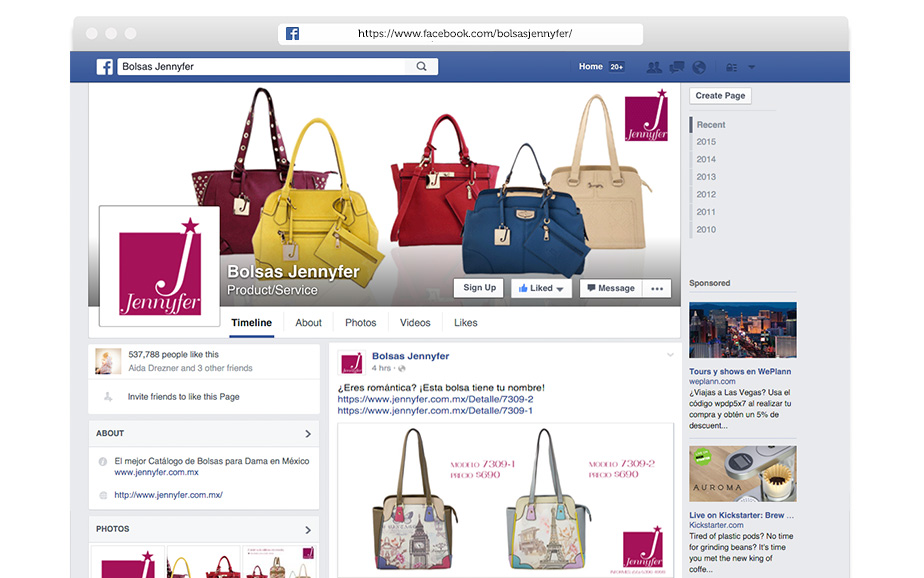 https://www.facebook.com/bolsasjennyfer/
Bolsas Jennyfer
Home 20+
Create Page
Jennyfer
Recent
2015
2014
2013
2012
2011
2010
Jennyfer
Bolsas Jennyfer
Product/Service
Sign Up
Liked
Message
Timeline
About
Photos
Videos
Likes
537,788 people like this
Aida Drezner and 3 other friends
Invite friends to like this Page
ABOUT
El mejor Catálogo de Bolsas para Dama en México
www.jennyfer.com.mx
http://www.jennyfer.com.mx/
PHOTOS
Bolsas Jennyfer
4 hrs
¿Eres romántica? ¡Esta bolsa tiene tu nombre!
https://www.jennyfer.com.mx/Detalle/7309-2
https://www.jennyfer.com.mx/Detalle/7309-1
MODELO 7309-1
PRECIO $690
MODELO 7309-2
PRECIO $690
Jennyfer
Sponsored
Tours y shows en WePlann
weplann.com
¿Viajas a Las Vegas? Usa el
código wpdp5x7 al realizar tu
compra y obtén un 5% de
descuent...
AUROMA
Live on Kickstarter: Brew ...
Kickstarter.com
Tired of plastic pods? No time
for grinding beans? It's time
you met the new king of
coffe...